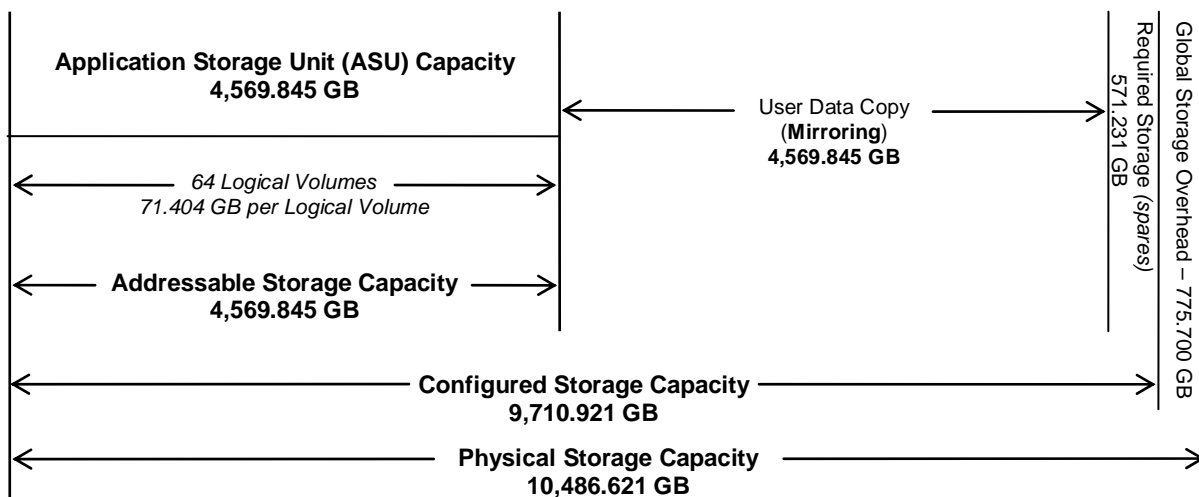 Application Storage Unit (ASU) Capacity
4,569.845 GB
User Data Copy
(Mirroring)
4,569.845 GB
Required Storage (spares)
571.231 GB
Global Storage Overhead – 775.700 GB
64 Logical Volumes
71.404 GB per Logical Volume
Addressable Storage Capacity
4,569.845 GB
Configured Storage Capacity
9,710.921 GB
Physical Storage Capacity
10,486.621 GB